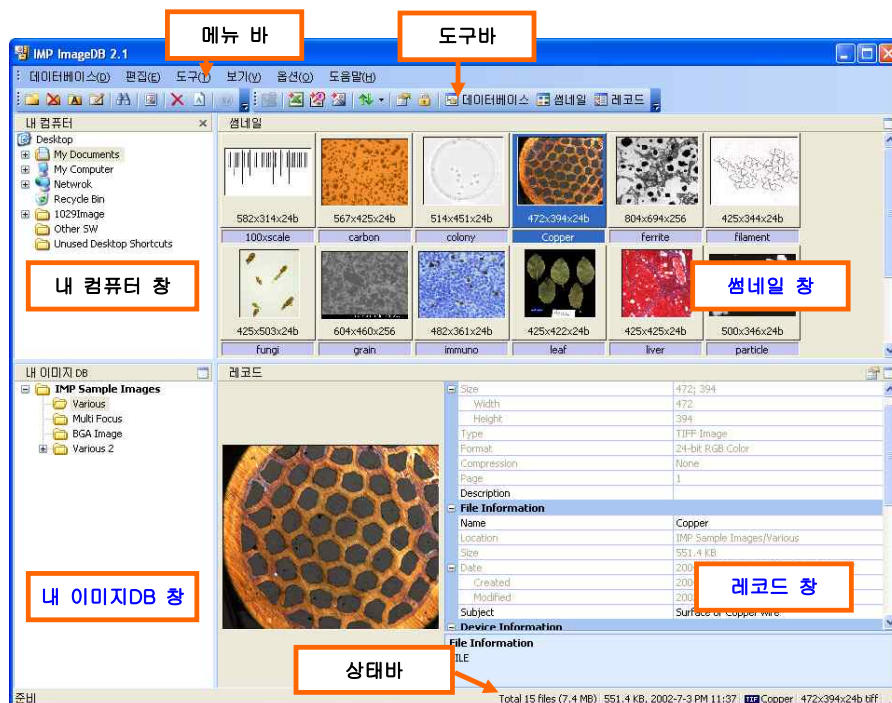 메뉴 바
도구바
IMP ImageDB 2.1
데이터베이스(D) 편집(E) 도구(T) 보기(V) 옵션(O) 도움말(H)
데이터베이스 썸네일 레코드
내 컴퓨터
Desktop
My Documents
My Computer
Netwrok
Recycle Bin
1029Image
Other SW
Unused Desktop Shortcuts
내 컴퓨터 창
썸네일
582x314x24b 567x425x24b 514x451x24b 472x394x24b 804x694x256 425x344x24b
100xscale carbon colony Copper ferrite filament
썸네일 창
425x503x24b 604x460x256 482x361x24b 425x422x24b 425x425x24b 500x346x24b
fungi grain immuno leaf liver particle
내 이미지 DB
IMP Sample Images
Various
Multi Focus
BGA Image
Various 2
내 이미지DB 창
레코드
Size 472; 394
Width 472
Height 394
Type TIFF Image
Format 24-bit RGB Color
Compression None
Page 1
Description
File Information
Name Copper
Location IMP Sample Images/Various
Size 551.4 KB
Date
Created
Modified
Subject Surface of Copper wire
Device Information
레코드 창
File Information
상태바
준비
Total 15 files (7.4 MB) 551.4 KB, 2002-7-3 PM 11:37 TIF Copper 472x394x24b tiff